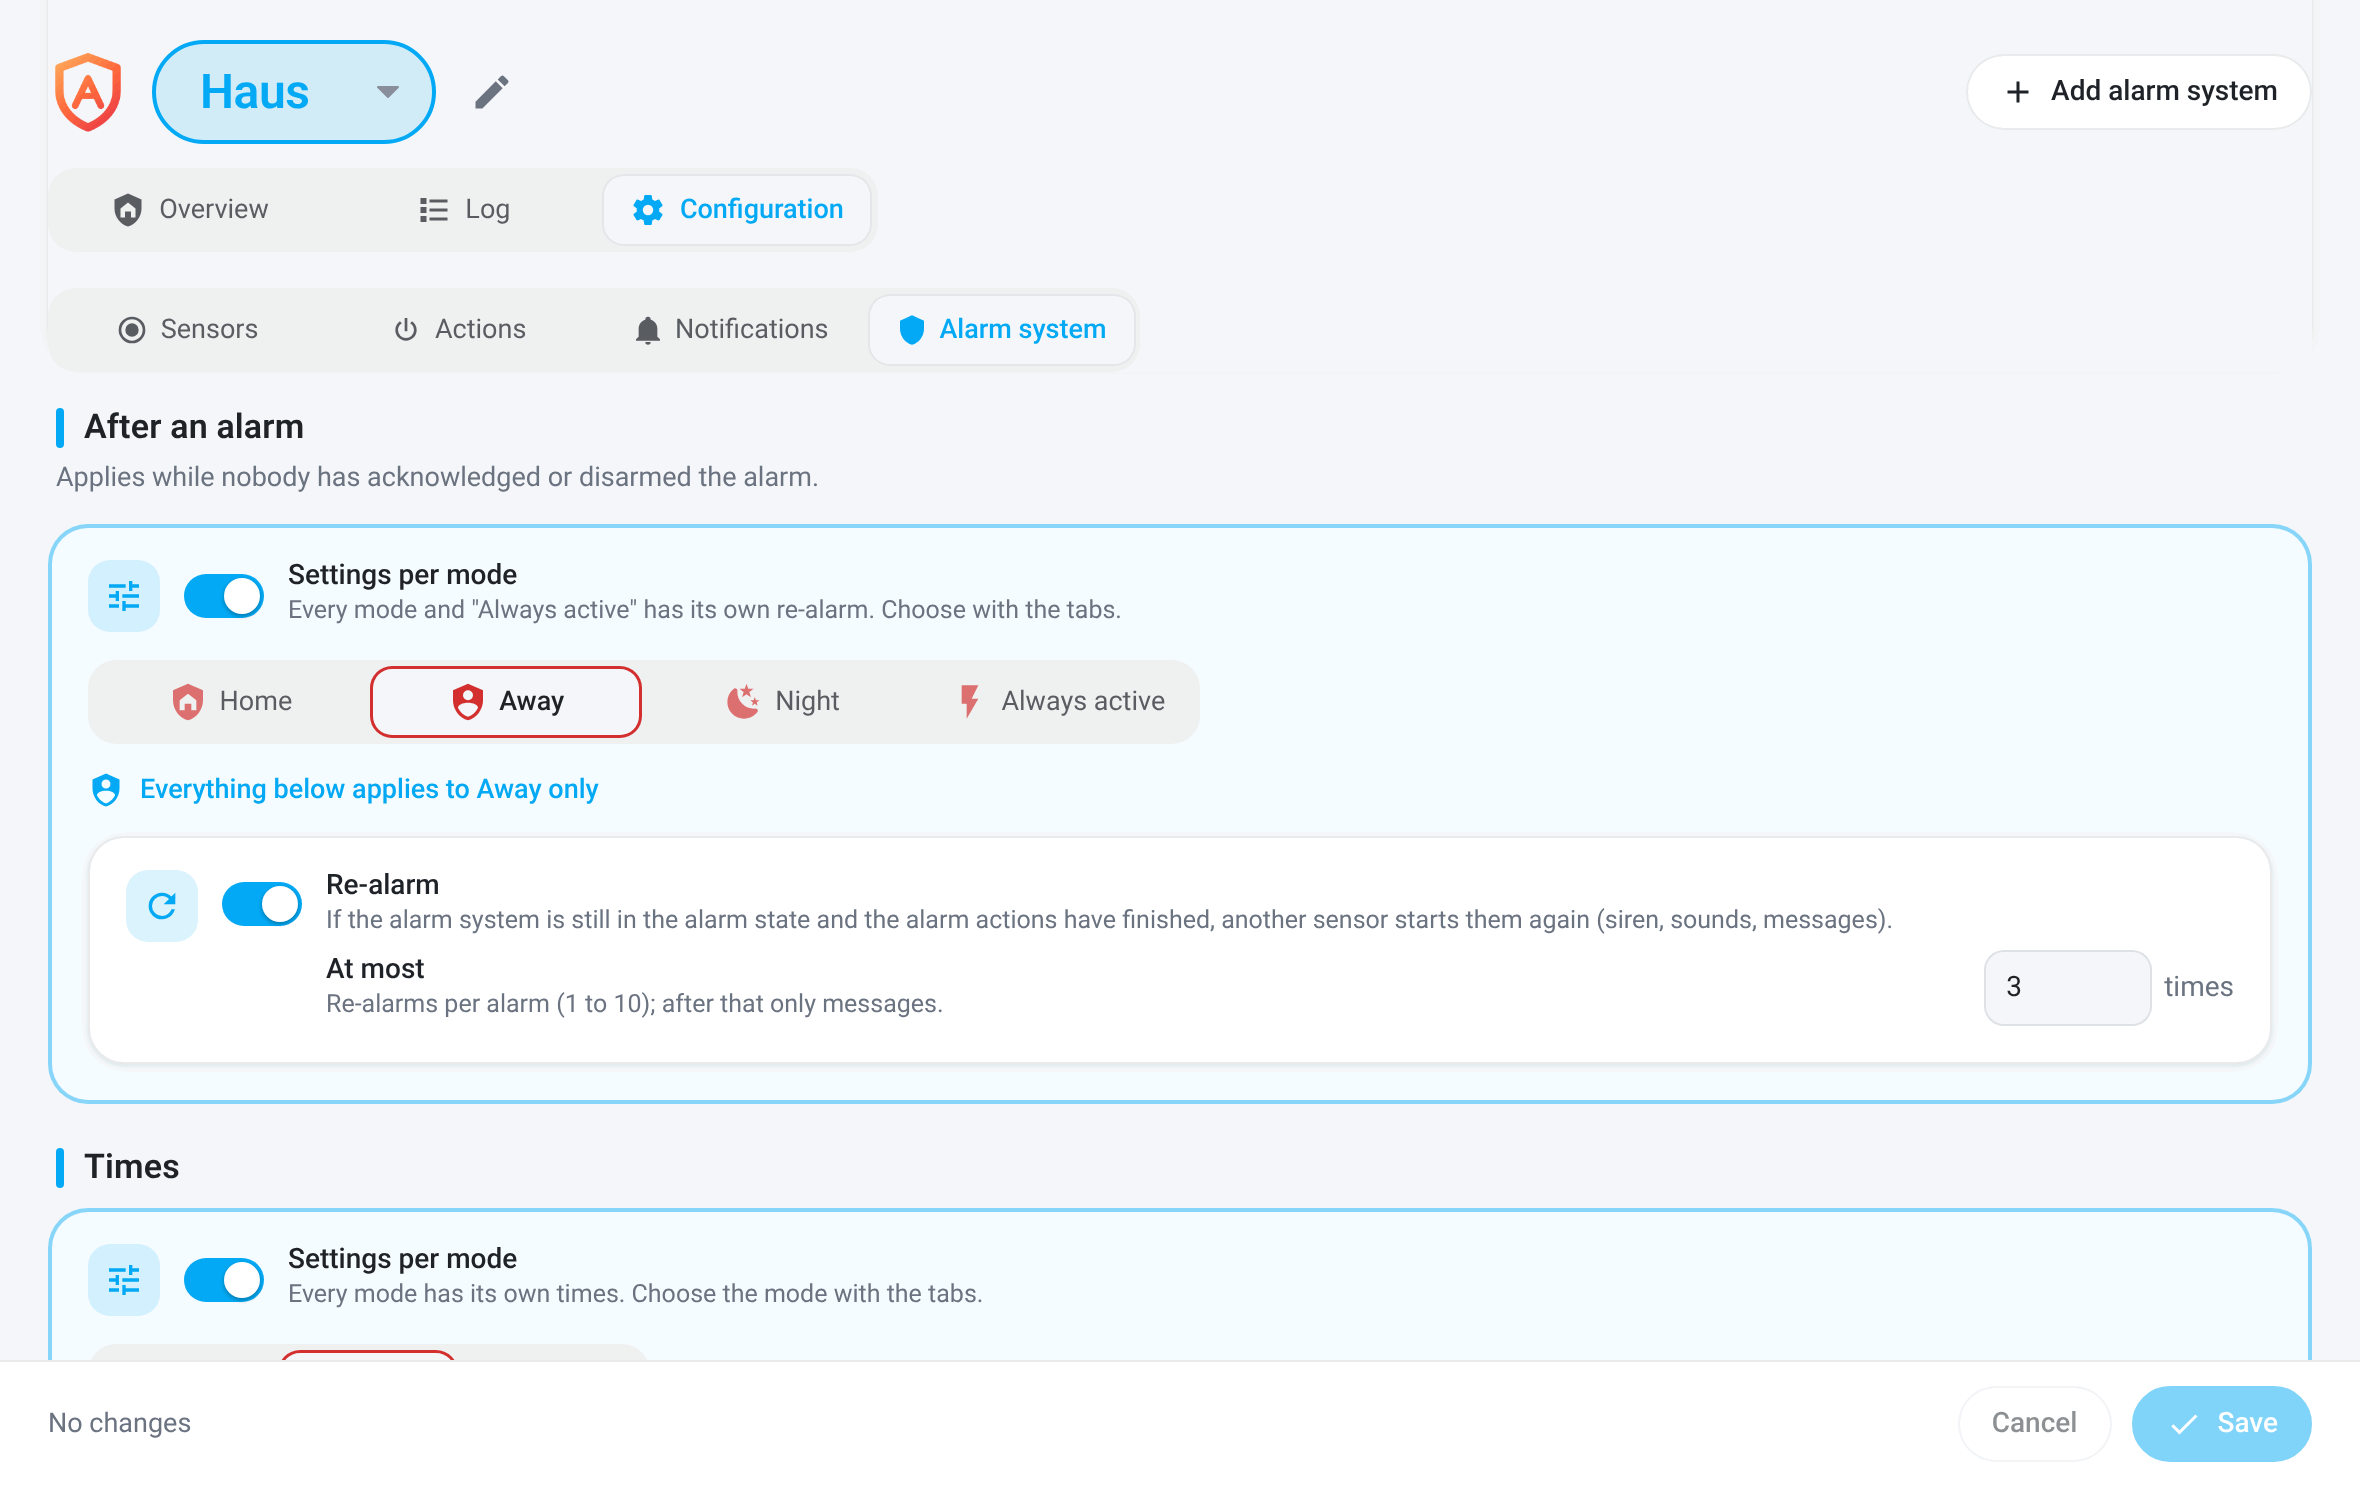 Haus
Add alarm system
Overview
Log
Configuration
Sensors
Actions
Notifications
Alarm system
After an alarm
Applies while nobody has acknowledged or disarmed the alarm.
Settings per mode
Every mode and "Always active" has its own re-alarm. Choose with the tabs.
Home
Away
Night
Always active
Everything below applies to Away only
Re-alarm
If the alarm system is still in the alarm state and the alarm actions have finished, another sensor starts them again (siren, sounds, messages).
At most
Re-alarms per alarm (1 to 10); after that only messages.
3
times
Times
Settings per mode
Every mode has its own times. Choose the mode with the tabs.
No changes
Cancel
Save